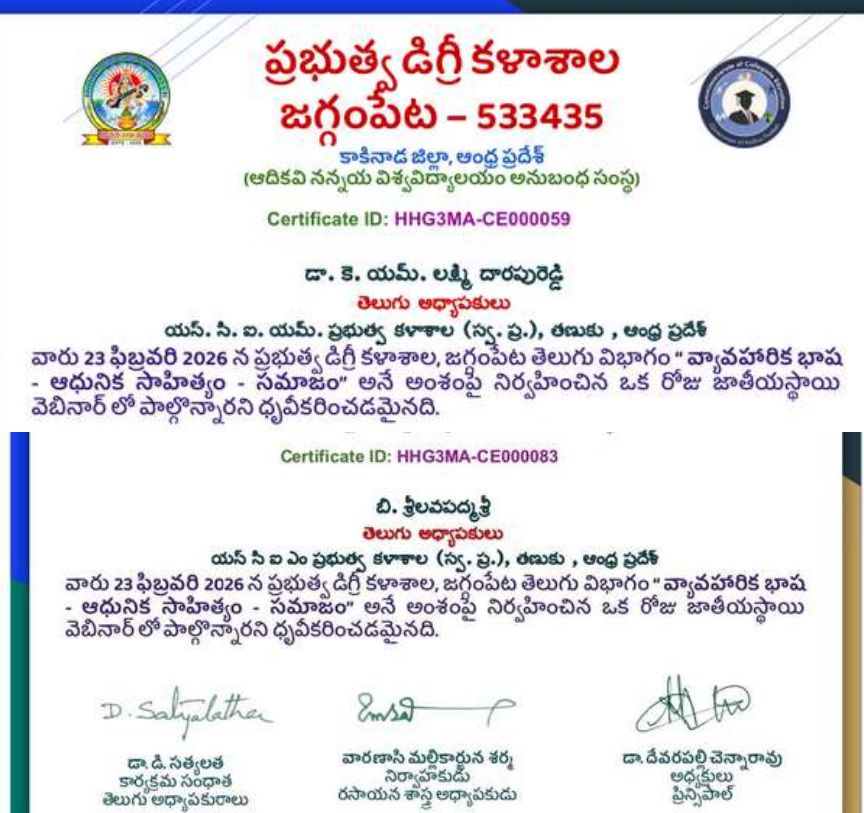 ప్రభుత్వ డిగ్రీ కళాశాల
జగ్గంపేట – 533435
కాకినాడ జిల్లా, ఆంధ్ర ప్రదేశ్
(ఆదికవి నన్నయ విశ్వవిద్యాలయం అనుబంధ సంస్థ)
Certificate ID: HHG3MA-CE000059
డా. కె. యమ్. లక్ష్మి దారపురెడ్డి
తెలుగు అధ్యాపకులు
యస్. సి. ఐ. యమ్. ప్రభుత్వ కళాశాల (స్వ. ప్ర.), తణుకు , ఆంధ్ర ప్రదేశ్
వారు 23 ఫిబ్రవరి 2026 న ప్రభుత్వ డిగ్రీ కళాశాల, జగ్గంపేట తెలుగు విభాగం " వ్యావహారిక భాష
- ఆధునిక సాహిత్యం - సమాజం" అనే అంశంపై నిర్వహించిన ఒక రోజు జాతీయస్థాయి
వెబినార్ లో పాల్గొన్నారని ధృవీకరించడమైనది.
Certificate ID: HHG3MA-CE000083
బి. శ్రీలవపద్మశ్రీ
తెలుగు అధ్యాపకులు
యస్ సి ఐ ఎం ప్రభుత్వ కళాశాల (స్వ. ప్ర.), తణుకు , ఆంధ్ర ప్రదేశ్
వారు 23 ఫిబ్రవరి 2026 న ప్రభుత్వ డిగ్రీ కళాశాల, జగ్గంపేట తెలుగు విభాగం " వ్యావహారిక భాష
- ఆధునిక సాహిత్యం - సమాజం" అనే అంశంపై నిర్వహించిన ఒక రోజు జాతీయస్థాయి
వెబినార్ లో పాల్గొన్నారని ధృవీకరించడమైనది.
D. Satyalatha
డా. డి. సత్యలత
కార్యక్రమ సంధాత
తెలుగు అధ్యాపకురాలు
వారణాసి మల్లికార్జున శర్మ
నిర్వాహకుడు
రసాయన శాస్త్ర అధ్యాపకుడు
డా. దేవరపల్లి చెన్నారావు
అధ్యక్షులు
ప్రిన్సిపాల్